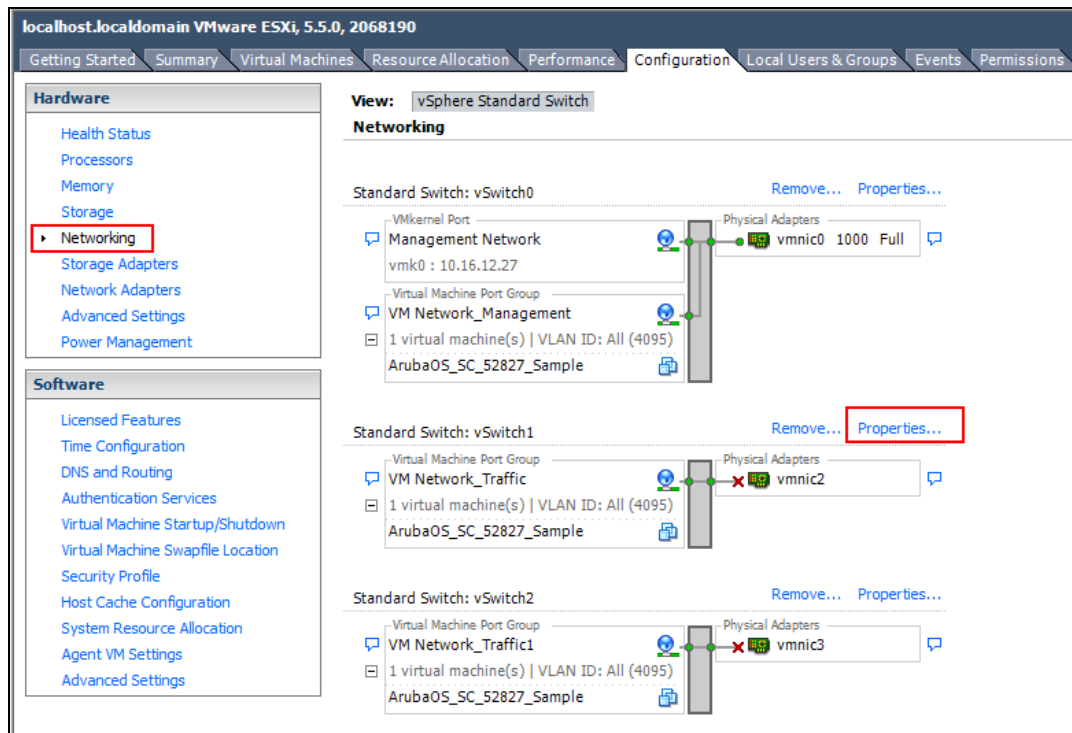 localhost.localdomain VMware ESXi, 5.5.0, 2068190
Getting Started Summary Virtual Machines Resource Allocation Performance Configuration Local Users & Groups Events Permissions
Hardware
Health Status
Processors
Memory
Storage
Networking
Storage Adapters
Network Adapters
Advanced Settings
Power Management
Software
Licensed Features
Time Configuration
DNS and Routing
Authentication Services
Virtual Machine Startup/Shutdown
Virtual Machine Swapfile Location
Security Profile
Host Cache Configuration
System Resource Allocation
Agent VM Settings
Advanced Settings
View: vSphere Standard Switch
Networking
Standard Switch: vSwitch0 Remove... Properties...
VMkernel Port Physical Adapters
Management Network vmnic0 1000 Full
vmk0 : 10.16.12.27
Virtual Machine Port Group
VM Network_Management
1 virtual machine(s) | VLAN ID: All (4095)
ArubaOS_SC_52827_Sample
Standard Switch: vSwitch1 Remove... Properties...
Virtual Machine Port Group Physical Adapters
VM Network_Traffic vmnic2
1 virtual machine(s) | VLAN ID: All (4095)
ArubaOS_SC_52827_Sample
Standard Switch: vSwitch2 Remove... Properties...
Virtual Machine Port Group Physical Adapters
VM Network_Traffic1 vmnic3
1 virtual machine(s) | VLAN ID: All (4095)
ArubaOS_SC_52827_Sample